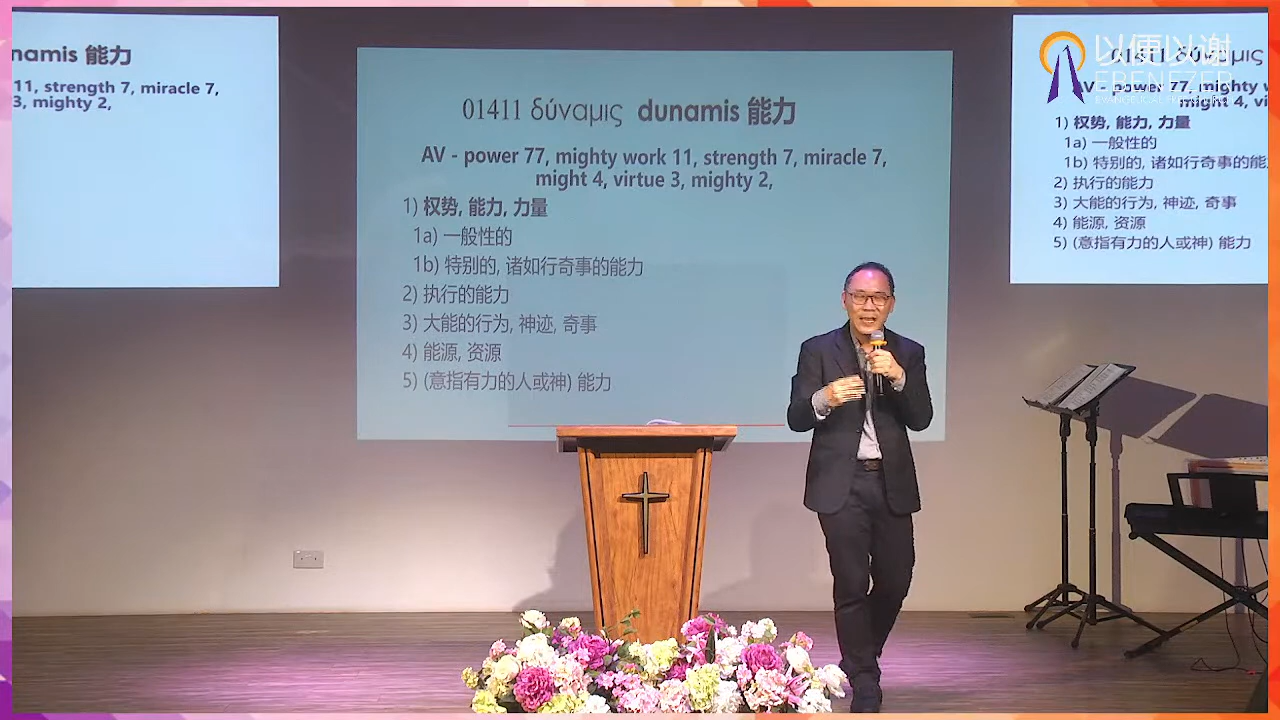 namis 能力
11, strength 7, miracle 7,
3, mighty 2,
01411 δύναμις dunamis 能力
AV - power 77, mighty work 11, strength 7, miracle 7,
might 4, virtue 3, mighty 2,
1) 权势, 能力, 力量
1a) 一般性的
1b) 特别的, 诸如行奇事的能力
2) 执行的能力
3) 大能的行为, 神迹, 奇事
4) 能源, 资源
5) (意指有力的人或神) 能力
以便以谢
EBENEZER
01411 δύναμις
AV - power 77, mighty w
might 4, vi
1) 权势, 能力, 力量
1a) 一般性的
1b) 特别的, 诸如行奇事的能
2) 执行的能力
3) 大能的行为, 神迹, 奇事
4) 能源, 资源
5) (意指有力的人或神) 能力